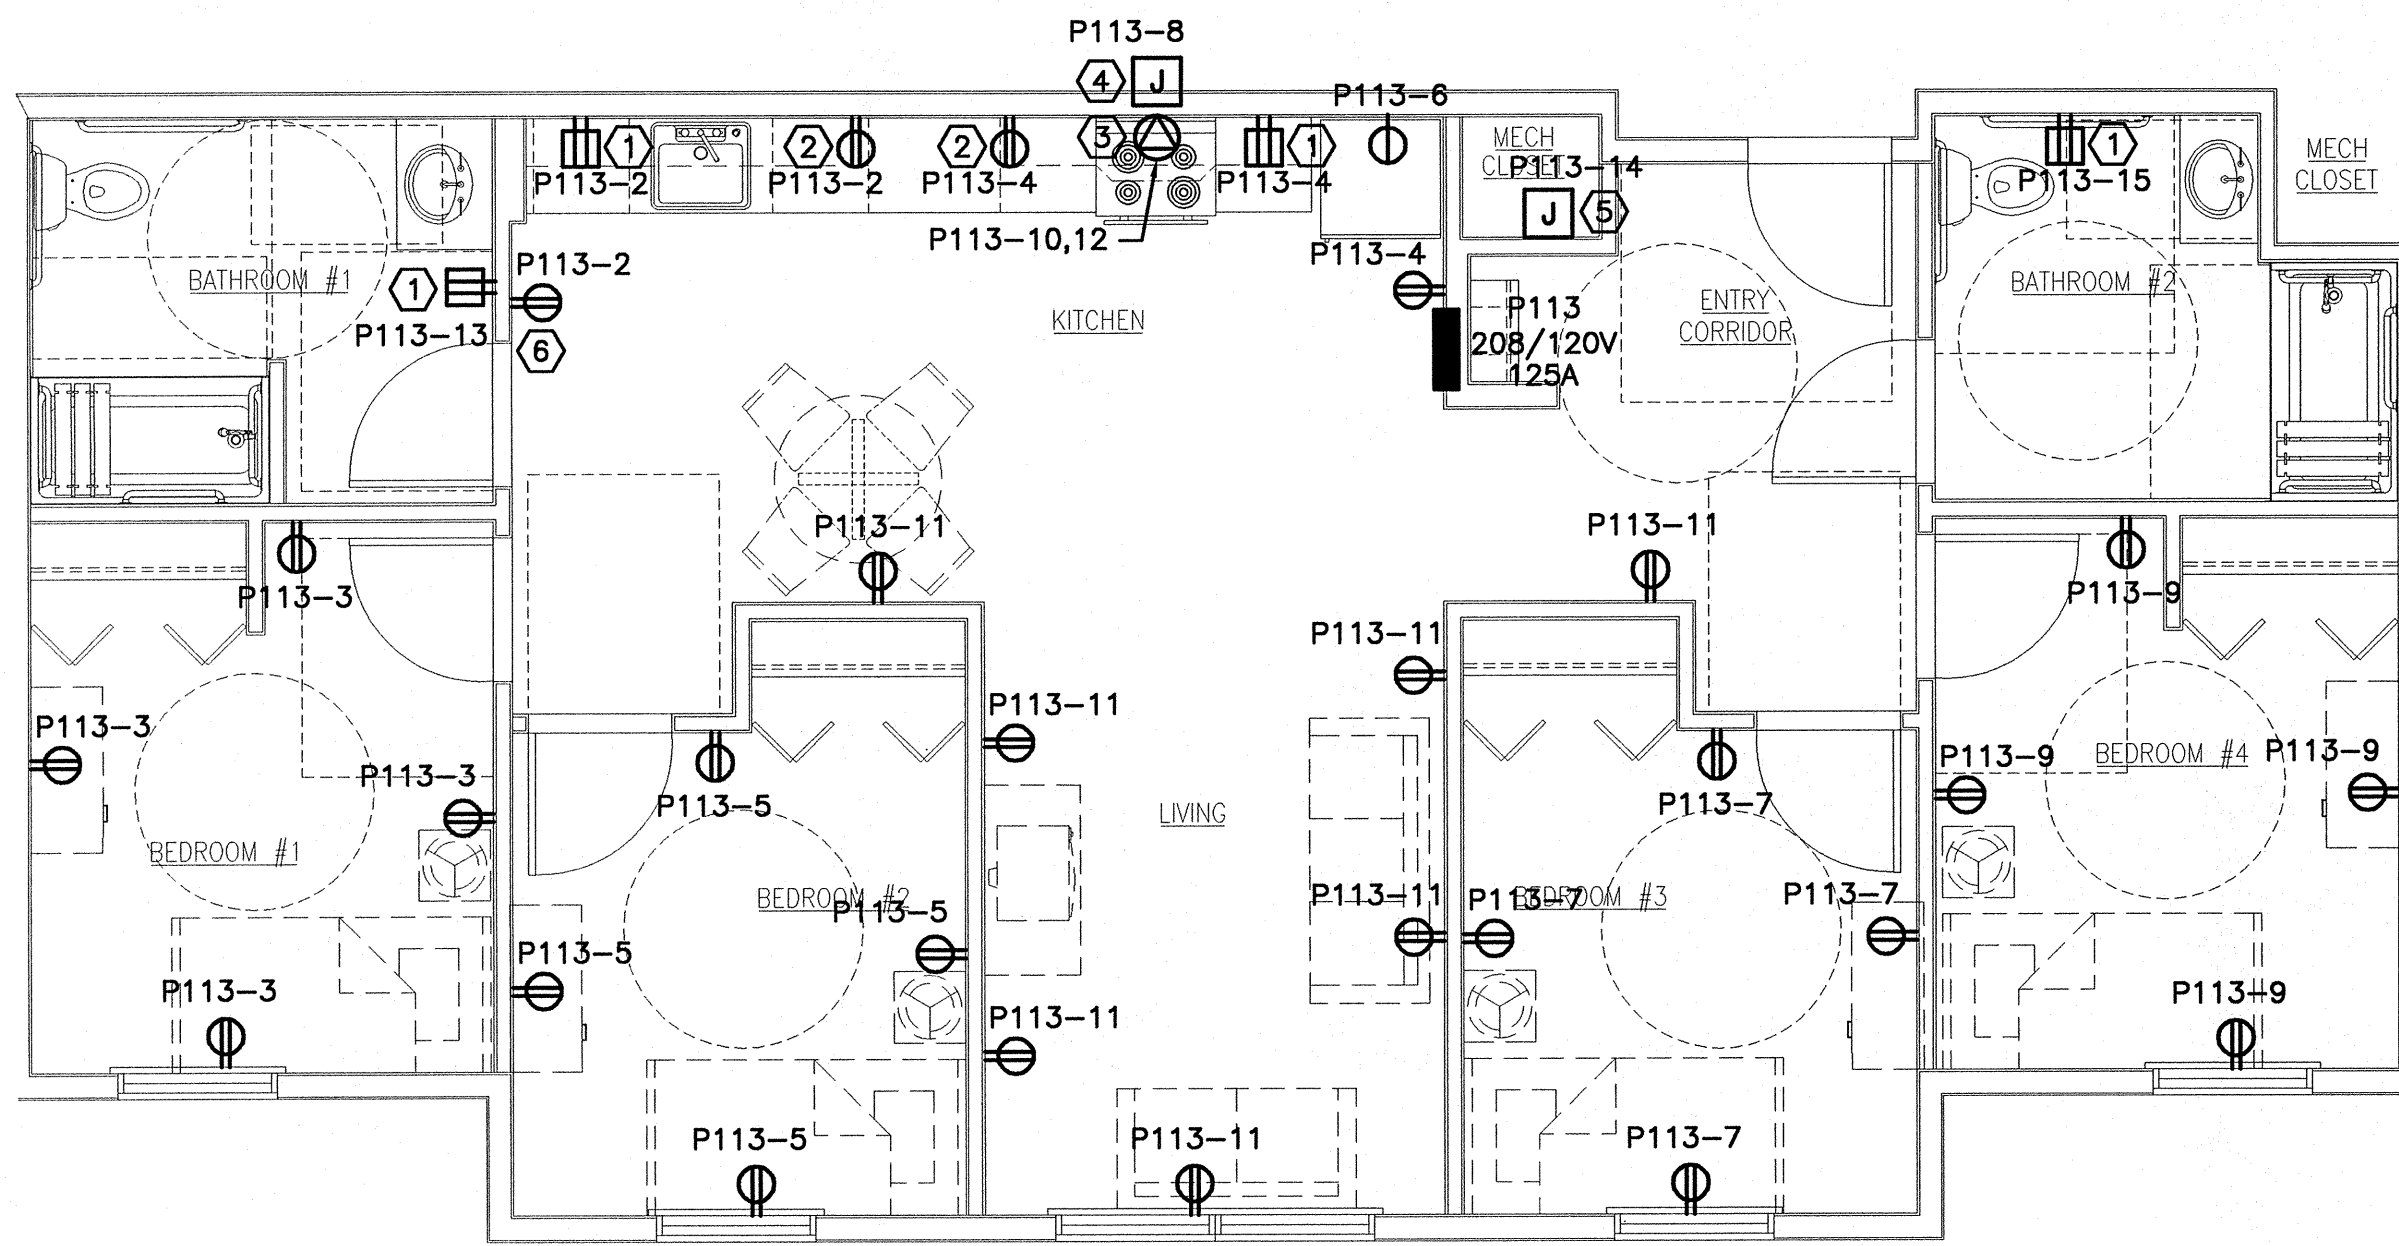 P113-8
4 J
P113-6
3
1 2 2 1
P113-2 P113-2 P113-4 P113-4
MECH
CLOSET
P113-14
J 5
1
P113-15
MECH
CLOSET
P113-10,12
BATHROOM #1
1
P113-13
P113-2
6
KITCHEN
P113-4
P113
208/120V
125A
ENTRY
CORRIDOR
BATHROOM #2
P113-11
P113-11
P113-3
P113-9
P113-11
P113-3
P113-3
P113-11
P113-5
LIVING
P113-7
P113-9
BEDROOM #4
P113-9
BEDROOM #1
BEDROOM #2
P113-5
P113-11
P113-7
BEDROOM #3
P113-7
P113-5
P113-3
P113-11
P113-9
P113-5
P113-11
P113-7